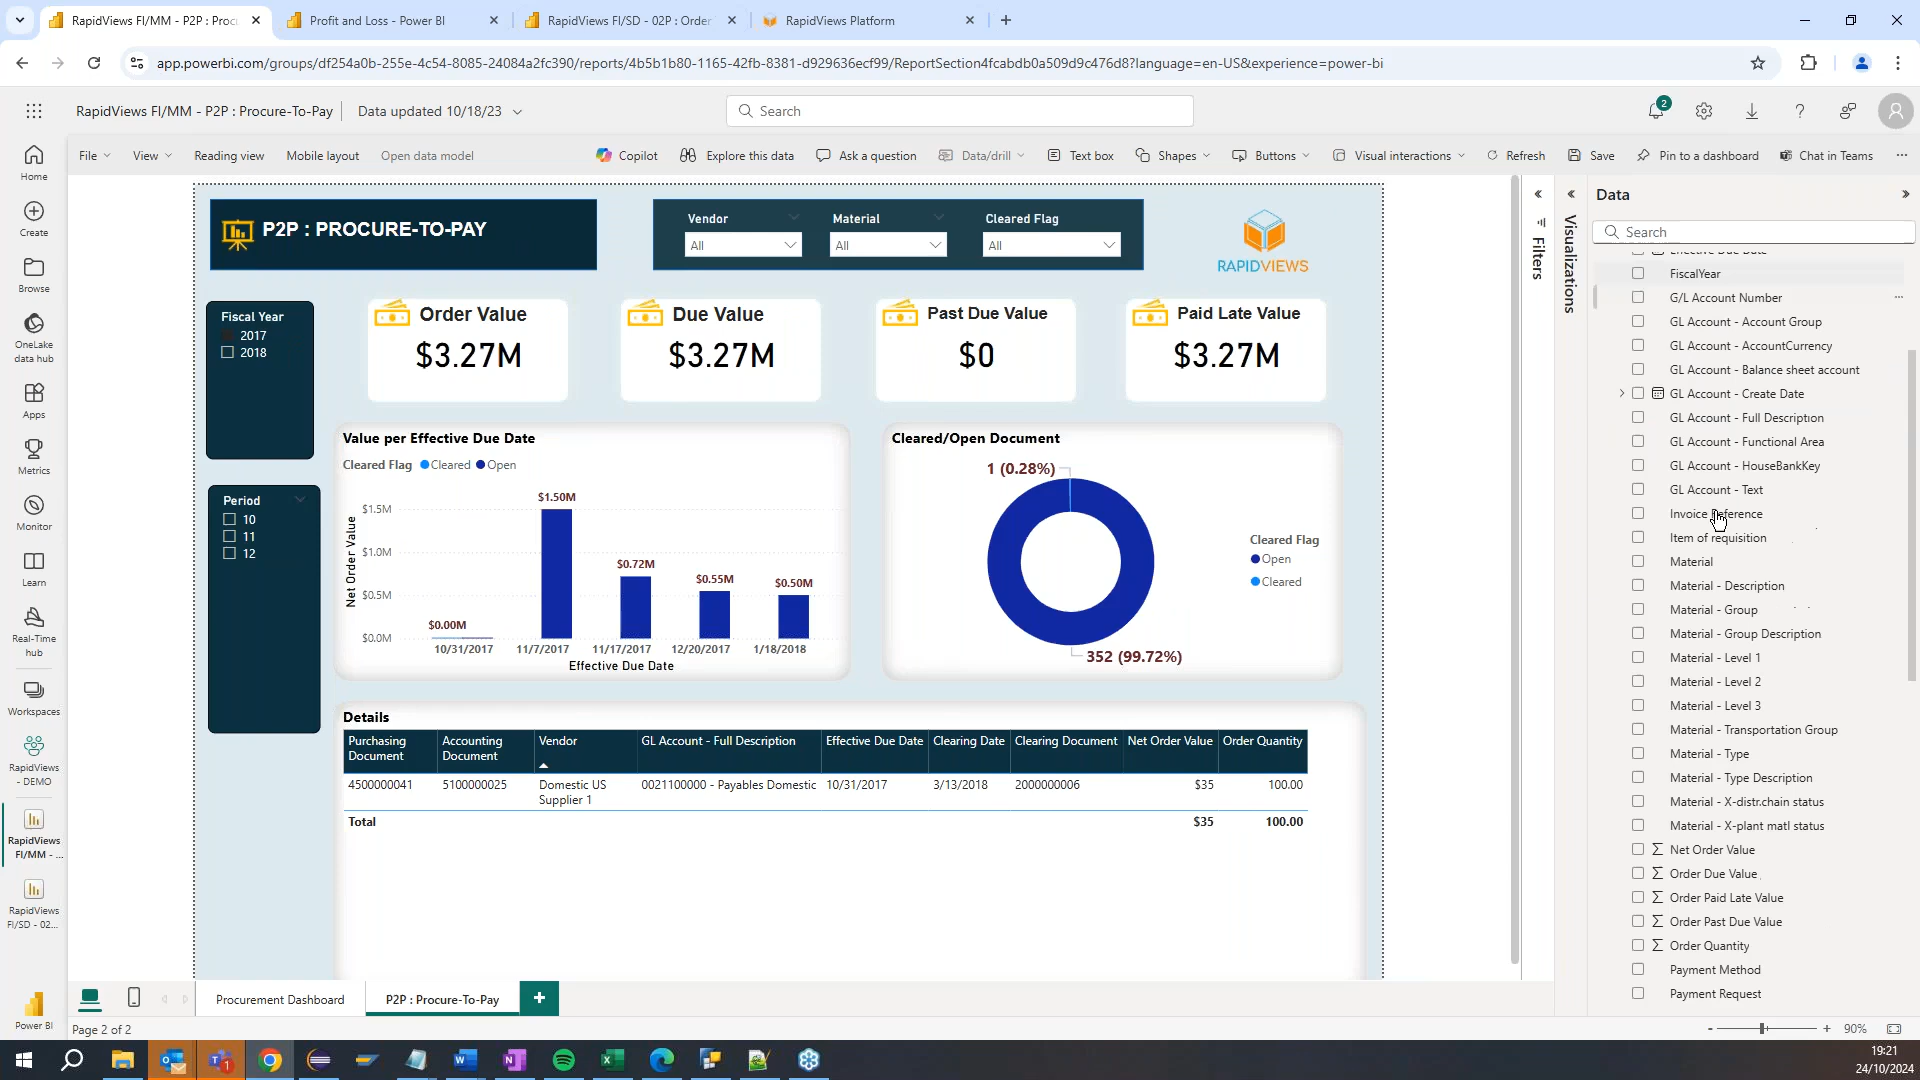 RapidViews FI/MM - P2P : Proc
Profit and Loss - Power BI
RapidViews FI/SD - 02P : Order
RapidViews Platform
app.powerbi.com/groups/df254a0b-255e-4c54-8085-24084a2fc390/reports/4b5b1b80-1165-42fb-8381-d929636ecf99/ReportSection4fcabdb0a509d9c476d8?language=en-US&experience=power-bi
RapidViews FI/MM - P2P : Procure-To-Pay
Data updated 10/18/23
Search
2
File
View
Reading view
Mobile layout
Open data model
Copilot
Explore this data
Ask a question
Data/drill
Text box
Shapes
Buttons
Visual interactions
Refresh
Save
Pin to a dashboard
Chat in Teams
Home
Create
Browse
OneLake
data hub
Apps
Metrics
Monitor
Learn
Real-Time
hub
Workspaces
RapidViews
- DEMO
RapidViews
FI/MM - ...
RapidViews
FI/SD - 02...
Power BI
P2P : PROCURE-TO-PAY
Vendor
All
Material
All
Cleared Flag
All
RAPIDVIEWS
Fiscal Year
2017
2018
Order Value
$3.27M
Due Value
$3.27M
Past Due Value
$0
Paid Late Value
$3.27M
Period
10
11
12
Value per Effective Due Date
Cleared Flag Cleared Open
Net Order Value
$1.5M
$1.0M
$0.5M
$0.0M
$0.00M
$1.50M
$0.72M
$0.55M
$0.50M
10/31/2017
11/7/2017
11/17/2017
12/20/2017
1/18/2018
Effective Due Date
Cleared/Open Document
1 (0.28%)
352 (99.72%)
Cleared Flag
Open
Cleared
Details
Purchasing Document
Accounting Document
Vendor
GL Account - Full Description
Effective Due Date
Clearing Date
Clearing Document
Net Order Value
Order Quantity
4500000041
5100000025
Domestic US Supplier 1
0021100000 - Payables Domestic
10/31/2017
3/13/2018
2000000006
$35
100.00
Total
$35
100.00
Filters
Visualizations
Data
Search
Effective Due Date
FiscalYear
G/L Account Number
GL Account - Account Group
GL Account - AccountCurrency
GL Account - Balance sheet account
GL Account - Create Date
GL Account - Full Description
GL Account - Functional Area
GL Account - HouseBankKey
GL Account - Text
Invoice Reference
Item of requisition
Material
Material - Description
Material - Group
Material - Group Description
Material - Level 1
Material - Level 2
Material - Level 3
Material - Transportation Group
Material - Type
Material - Type Description
Material - X-distr.chain status
Material - X-plant matl status
Net Order Value
Order Due Value
Order Paid Late Value
Order Past Due Value
Order Quantity
Payment Method
Payment Request
Procurement Dashboard
P2P : Procure-To-Pay
Page 2 of 2
90%
19:21
24/10/2024